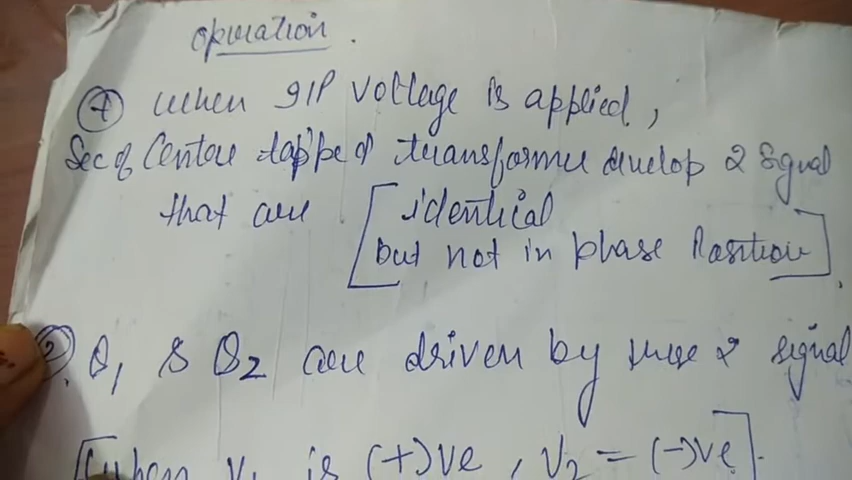 operation.
① When I/P voltage is applied,
Sec of Centre tapped transformer develop 2 signal
that are [identical
but not in phase Position].
②. Q1 & Q2 are driven by these 2 signal
[when V1 is (+)ve, V2 = (-)ve].